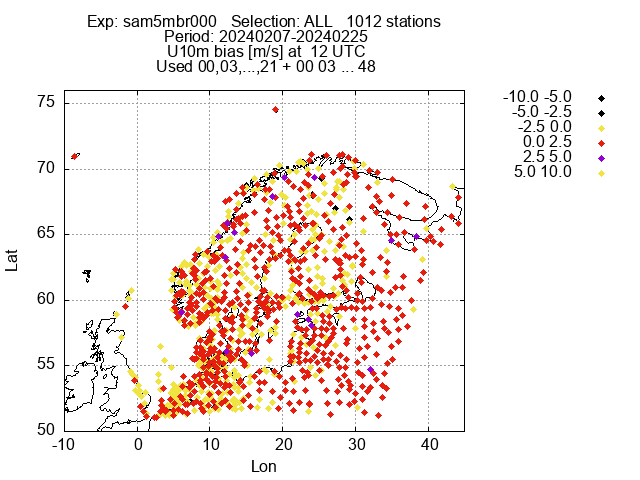 Exp: sam5mbr000   Selection: ALL   1012 stations
Period: 20240207-20240225
U10m bias [m/s] at  12 UTC
Used 00,03,...,21 + 00 03 ... 48
-10.0 -5.0
-5.0 -2.5
-2.5 0.0
0.0 2.5
2.5 5.0
5.0 10.0
75
70
65
60
55
50
Lat
-10 0 10 20 30 40
Lon